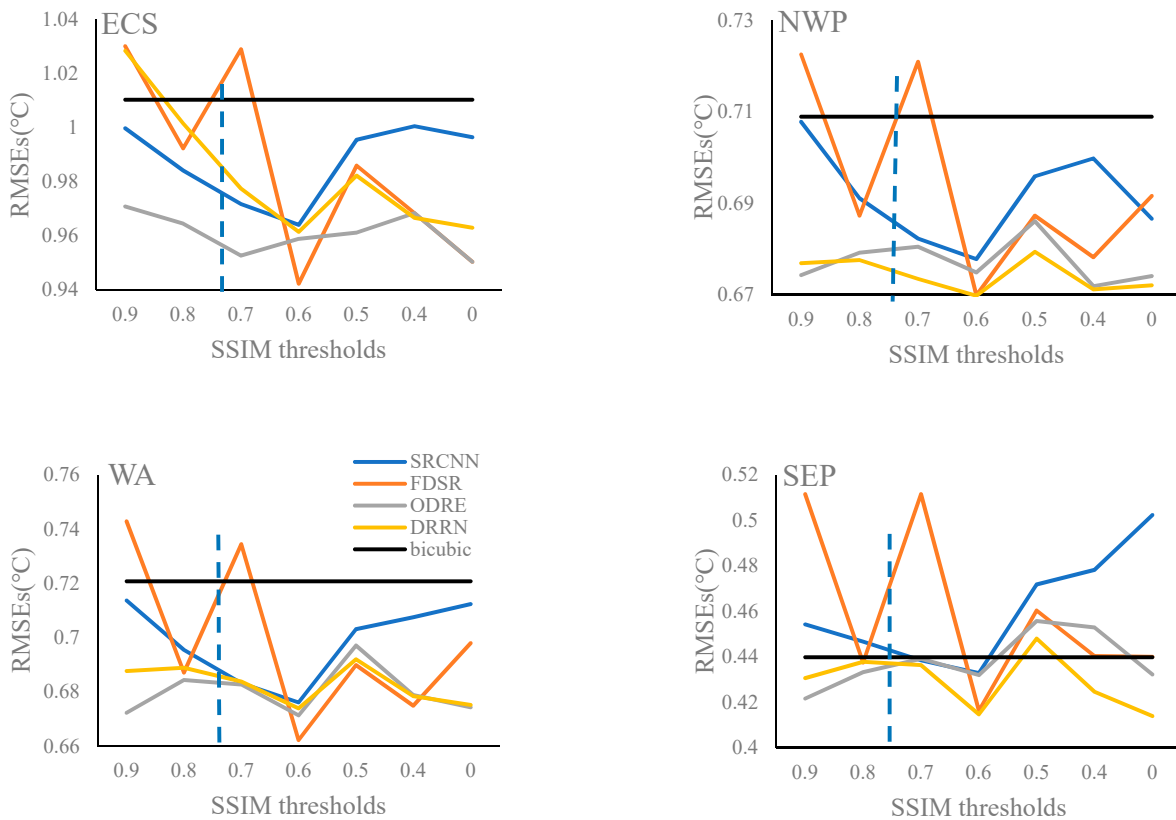 ECS
1.04
1.02
1
0.98
0.96
0.94
RMSEs(℃)
0.9 0.8 0.7 0.6 0.5 0.4 0
SSIM thresholds
NWP
0.73
0.71
0.69
0.67
RMSEs(℃)
0.9 0.8 0.7 0.6 0.5 0.4 0
SSIM thresholds
WA
0.76
0.74
0.72
0.7
0.68
0.66
RMSEs(℃)
SRCNN
FDSR
ODRE
DRRN
bicubic
0.9 0.8 0.7 0.6 0.5 0.4 0
SSIM thresholds
SEP
0.52
0.5
0.48
0.46
0.44
0.42
0.4
RMSEs(℃)
0.9 0.8 0.7 0.6 0.5 0.4 0
SSIM thresholds